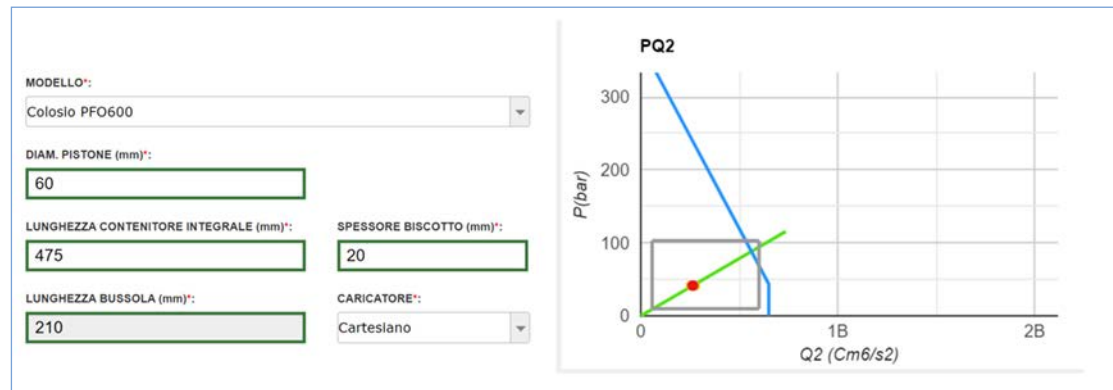 MODELLO*:
Colosio PFO600
DIAM. PISTONE (mm)*:
60
LUNGHEZZA CONTENITORE INTEGRALE (mm)*:
SPESSORE BISCOTTO (mm)*:
475
20
LUNGHEZZA BUSSOLA (mm)*:
CARICATORE*:
210
Cartesiano
PQ2
300
200
100
0
P(bar)
0
1B
2B
Q2 (Cm6/s2)